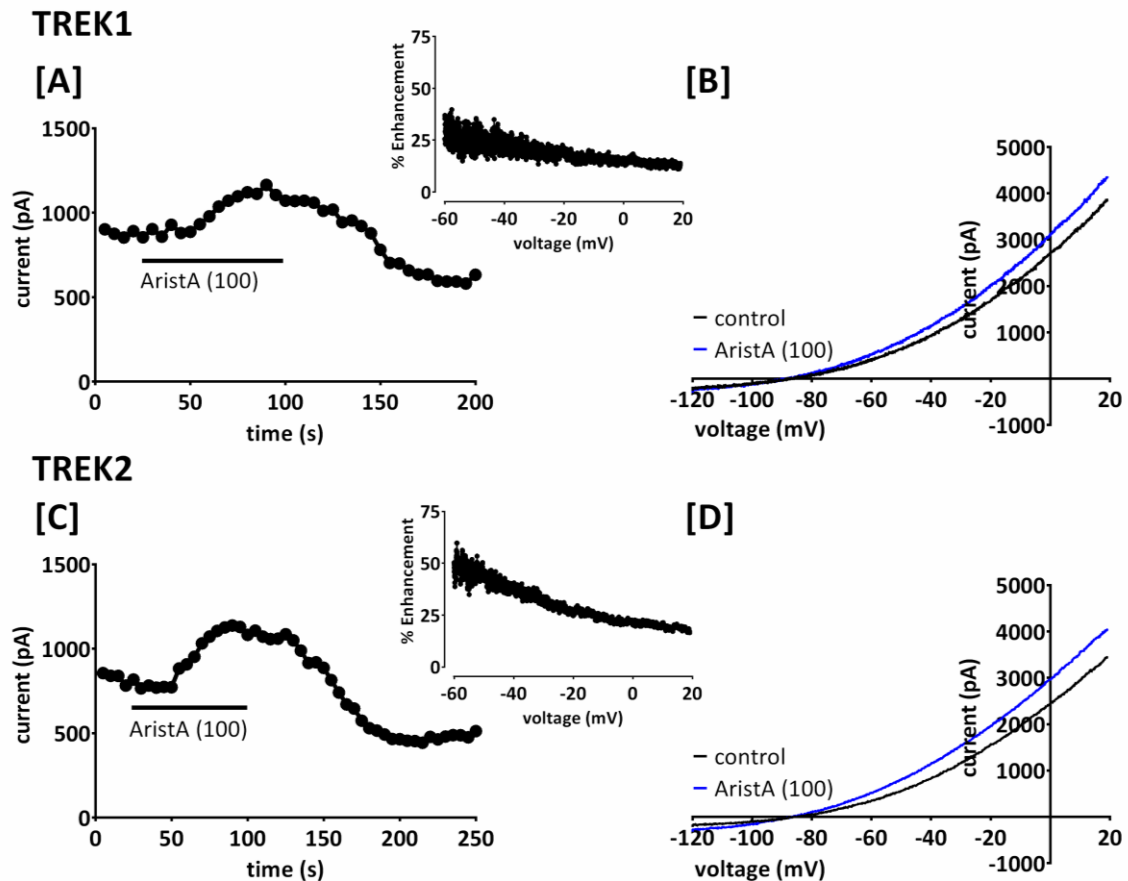 TREK1
[A]
1500
1000
500
0
current (pA)
AristA (100)
0 50 100 150 200
time (s)
75
50
25
0
% Enhancement
-60 -40 -20 0 20
voltage (mV)
[B]
5000
4000
3000
2000
1000
-1000
current (pA)
control
AristA (100)
-120 -100 -80 -60 -40 -20 20
voltage (mV)
TREK2
[C]
1500
1000
500
0
current (pA)
AristA (100)
0 50 100 150 200 250
time (s)
75
50
25
0
% Enhancement
-60 -40 -20 0 20
voltage (mV)
[D]
5000
4000
3000
2000
1000
-1000
current (pA)
control
AristA (100)
-120 -100 -80 -60 -40 -20 20
voltage (mV)